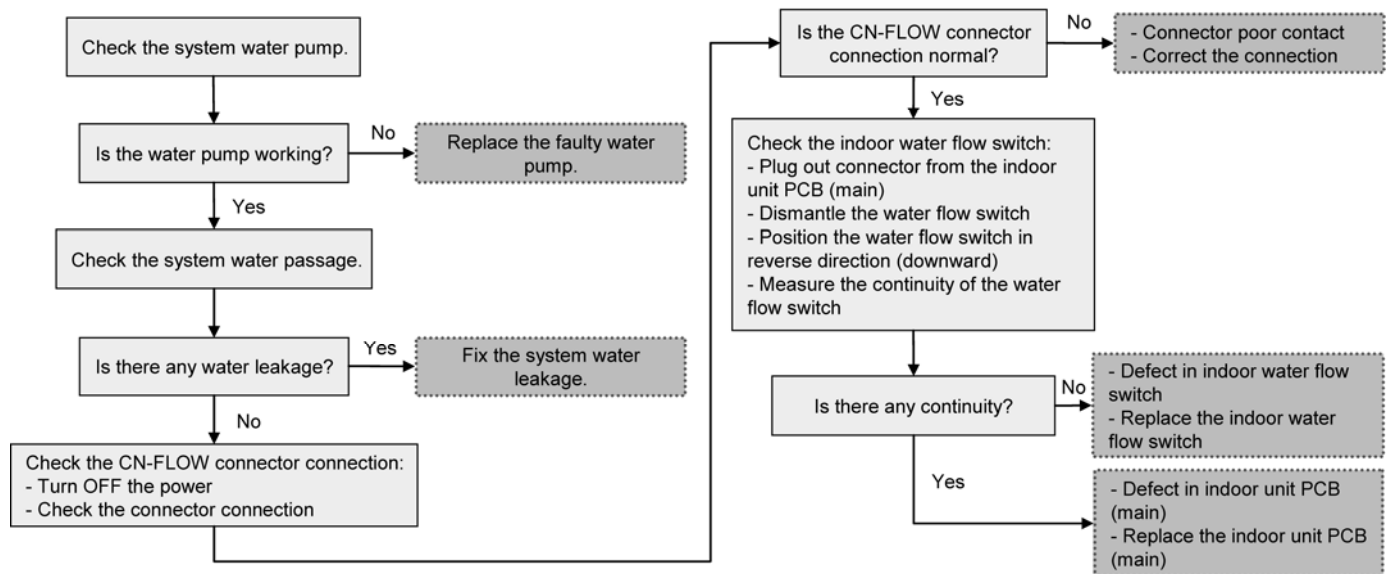 Check the system water pump.
Is the water pump working?
No
Replace the faulty water
pump.
Yes
Check the system water passage.
Is there any water leakage?
Yes
Fix the system water
leakage.
No
Check the CN-FLOW connector connection:
- Turn OFF the power
- Check the connector connection
Is the CN-FLOW connector
connection normal?
No
- Connector poor contact
- Correct the connection
Yes
Check the indoor water flow switch:
- Plug out connector from the indoor
unit PCB (main)
- Dismantle the water flow switch
- Position the water flow switch in
reverse direction (downward)
- Measure the continuity of the water
flow switch
Is there any continuity?
No
- Defect in indoor water flow
switch
- Replace the indoor water
flow switch
Yes
- Defect in indoor unit PCB
(main)
- Replace the indoor unit PCB
(main)